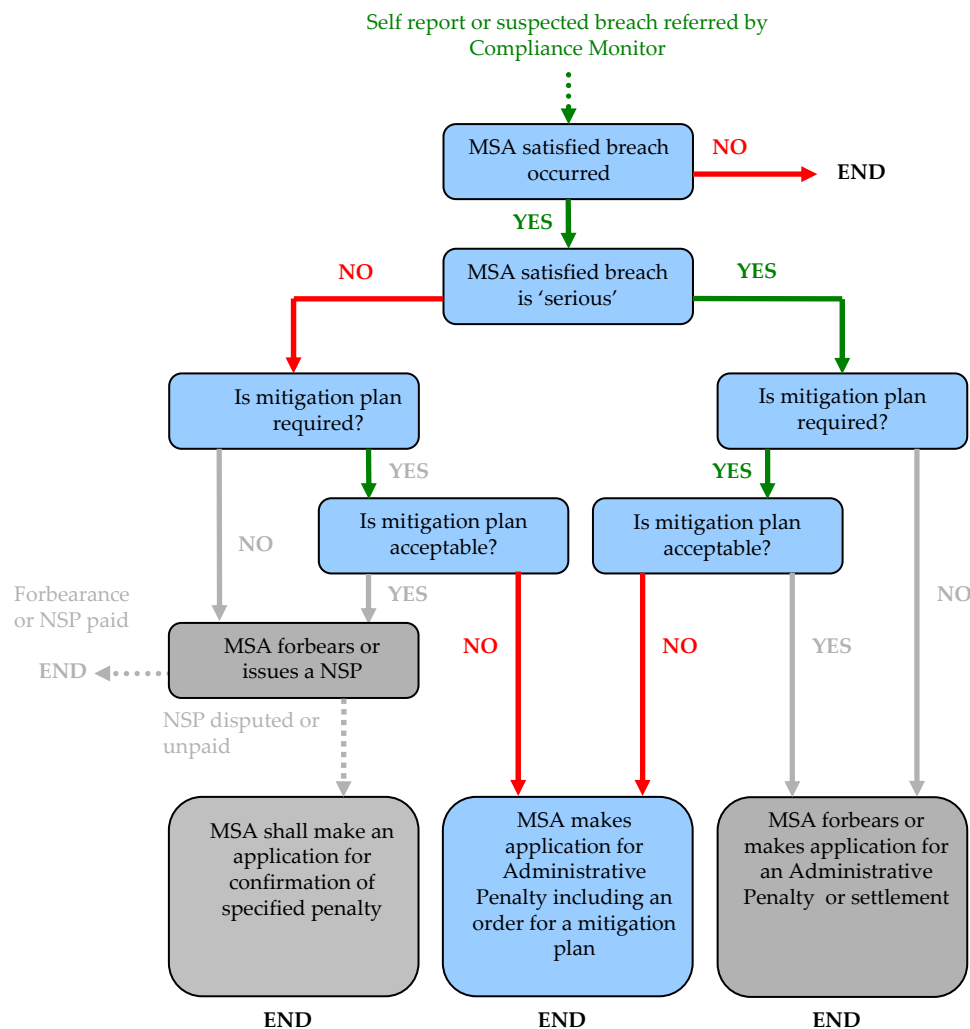 Self report or suspected breach referred by
Compliance Monitor
MSA satisfied breach
occurred
NO
END
YES
MSA satisfied breach
is ‘serious’
NO
YES
Is mitigation plan
required?
Is mitigation plan
required?
YES
YES
Is mitigation plan
acceptable?
Is mitigation plan
acceptable?
NO
NO
Forbearance
or NSP paid
YES
MSA forbears or
issues a NSP
NO
NO
YES
END
NSP disputed or
unpaid
MSA shall make an
application for
confirmation of
specified penalty
MSA makes
application for
Administrative
Penalty including an
order for a mitigation
plan
MSA forbears or
makes application for
an Administrative
Penalty or settlement
END
END
END